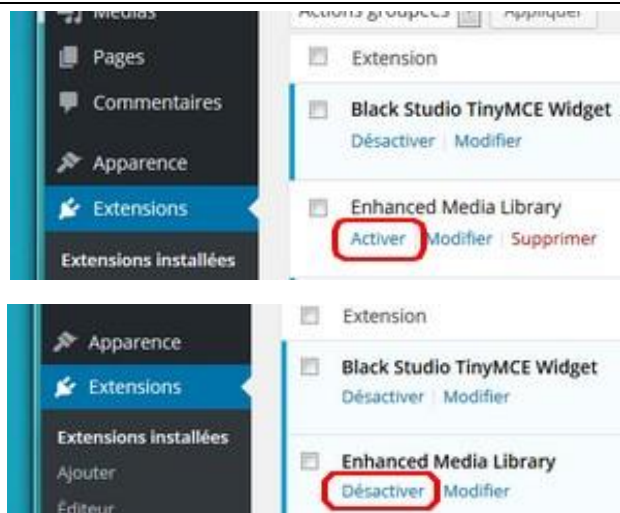 Médias
Actions groupées Appliquer
Pages
Extension
Commentaires
Black Studio TinyMCE Widget
Désactiver | Modifier
Apparence
Extensions
Enhanced Media Library
Activer Modifier | Supprimer
Extensions installées
Extension
Apparence
Black Studio TinyMCE Widget
Extensions
Désactiver | Modifier
Extensions installées
Ajouter
Enhanced Media Library
Désactiver Modifier
Éditeur